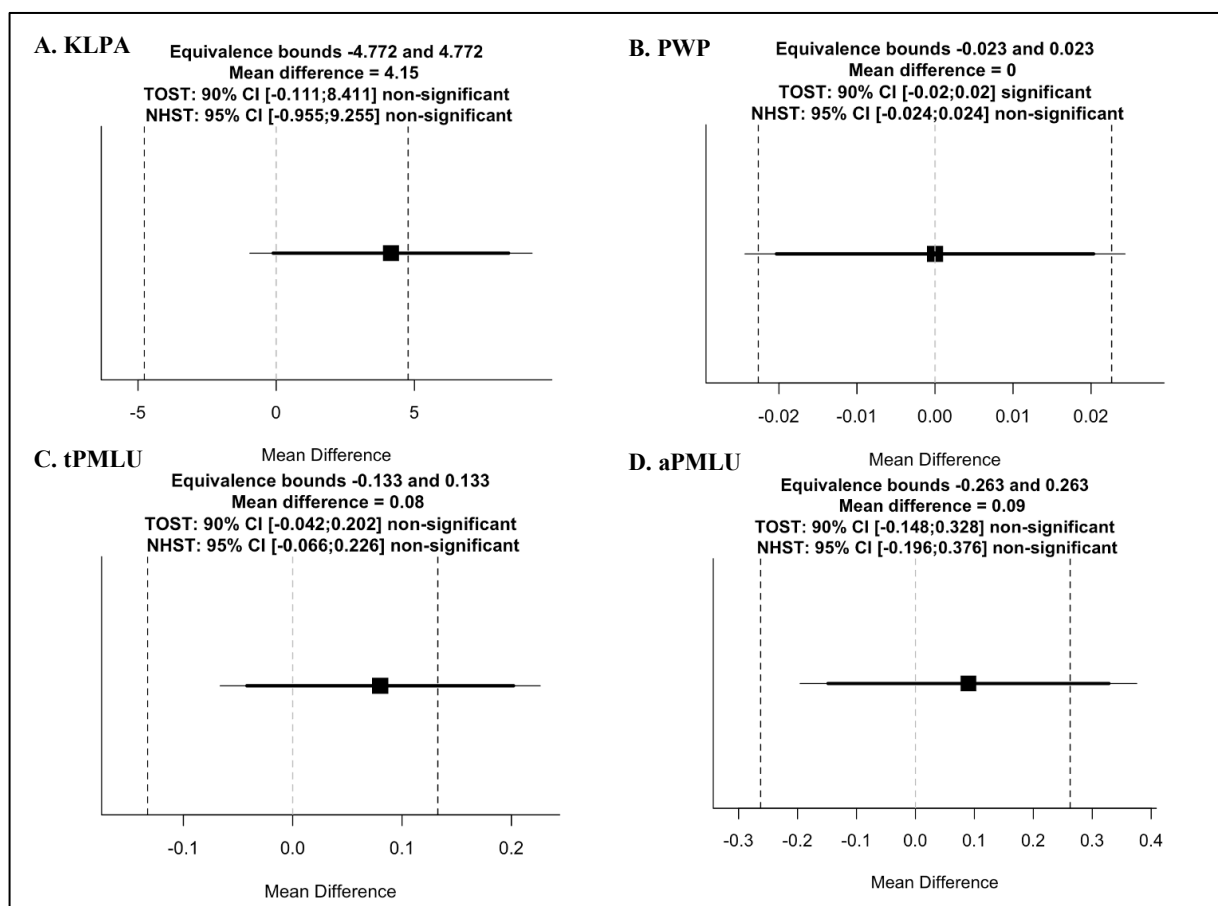 A. KLPA
Equivalence bounds -4.772 and 4.772
Mean difference = 4.15
TOST: 90% CI [-0.111;8.411] non-significant
NHST: 95% CI [-0.955;9.255] non-significant
-5 0 5
Mean Difference
B. PWP
Equivalence bounds -0.023 and 0.023
Mean difference = 0
TOST: 90% CI [-0.02;0.02] significant
NHST: 95% CI [-0.024;0.024] non-significant
-0.02 -0.01 0.00 0.01 0.02
Mean Difference
C. tPMLU
Equivalence bounds -0.133 and 0.133
Mean difference = 0.08
TOST: 90% CI [-0.042;0.202] non-significant
NHST: 95% CI [-0.066;0.226] non-significant
-0.1 0.0 0.1 0.2
Mean Difference
D. aPMLU
Equivalence bounds -0.263 and 0.263
Mean difference = 0.09
TOST: 90% CI [-0.148;0.328] non-significant
NHST: 95% CI [-0.196;0.376] non-significant
-0.3 -0.2 -0.1 0.0 0.1 0.2 0.3 0.4
Mean Difference